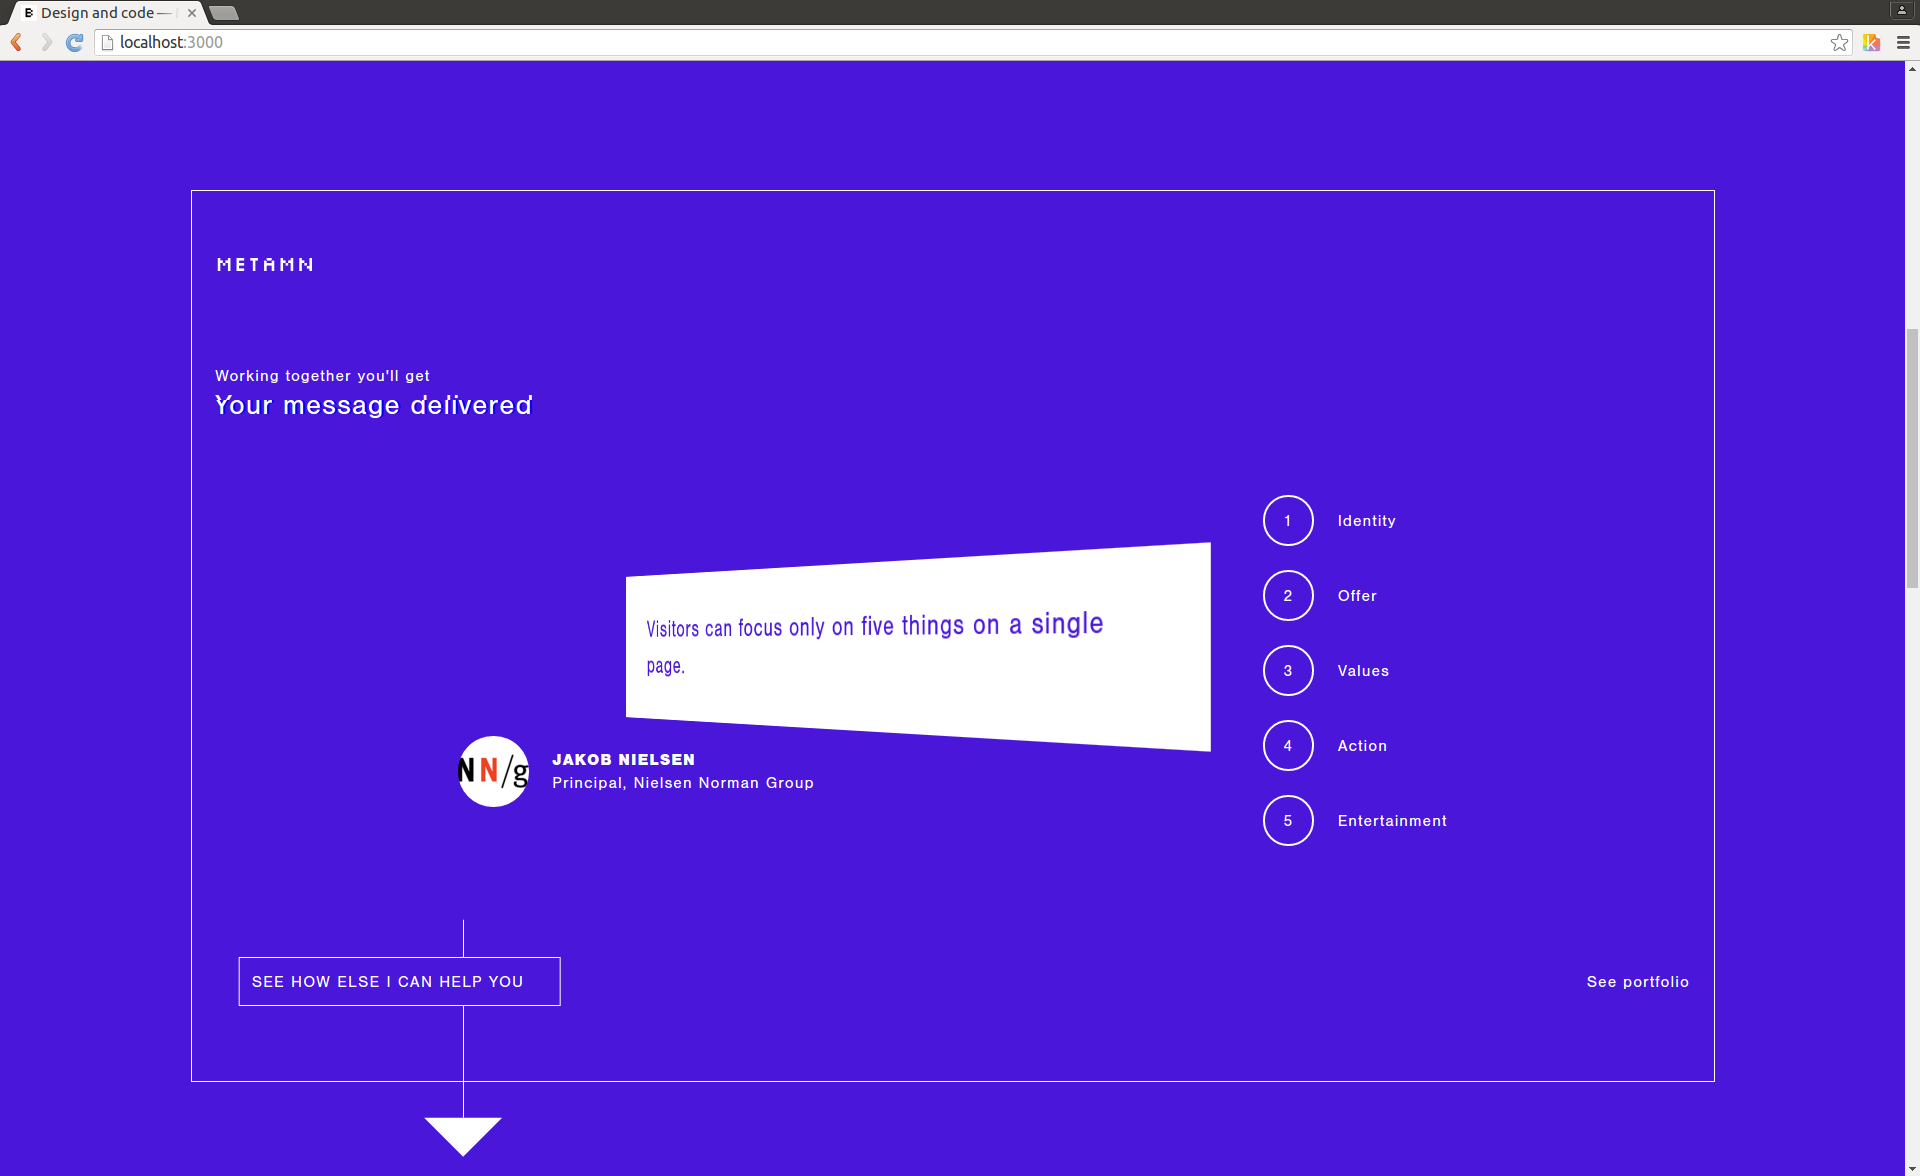 Design and code —
localhost:3000
METAMN
Working together you'll get
Your message delivered
Visitors can focus only on five things on a single
page.
NN/g
JAKOB NIELSEN
Principal, Nielsen Norman Group
1 Identity
2 Offer
3 Values
4 Action
5 Entertainment
SEE HOW ELSE I CAN HELP YOU
See portfolio